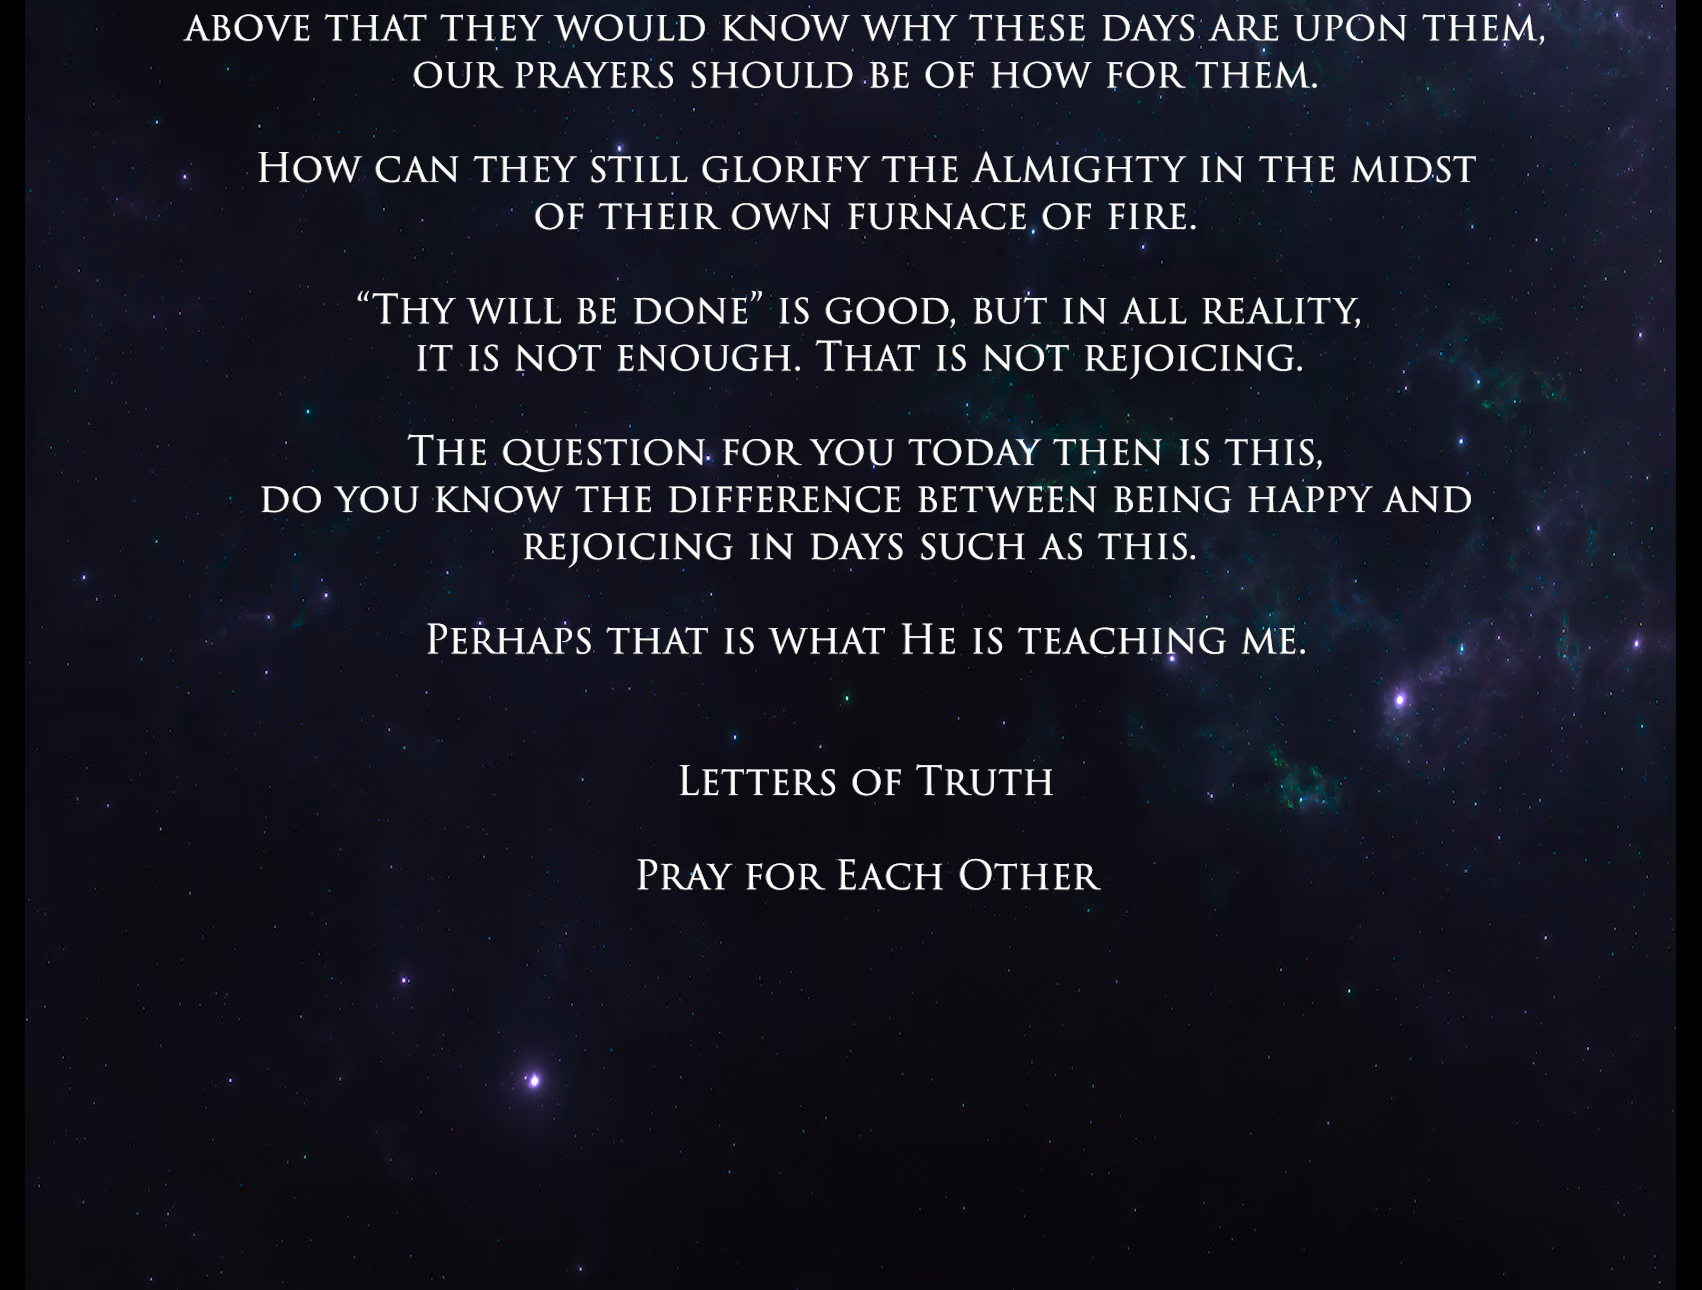 above that they would know why these days are upon them,
our prayers should be of how for them.
How can they still glorify the Almighty in the midst
of their own furnace of fire.
“Thy will be done” is good, but in all reality,
it is not enough. That is not rejoicing.
The question for you today then is this,
do you know the difference between being happy and
rejoicing in days such as this.
Perhaps that is what He is teaching me.
Letters of Truth
Pray for Each Other